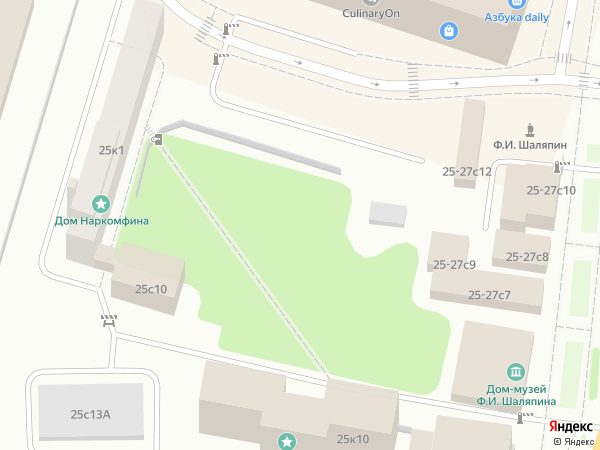 CulinaryOn
Азбука daily
Ф.И. Шаляпин
25к1
25-27с12
25-27с10
Дом Наркомфина
25-27с9
25-27с8
25с10
25-27с7
Дом-музей
Ф.И. Шаляпина
25с13А
25к10
Яндекс
© Яндекс